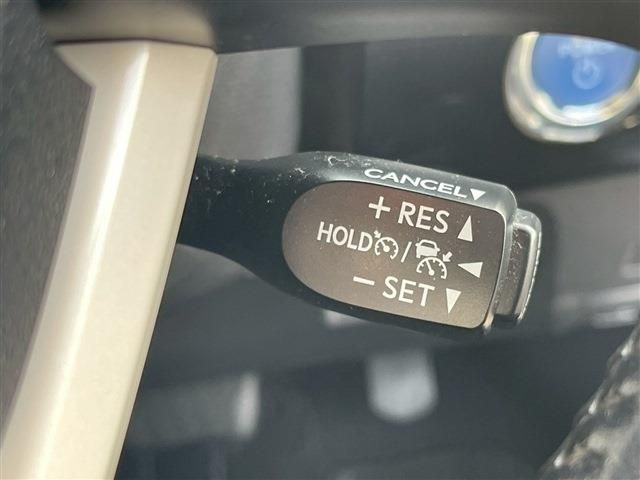 CANCEL▼
+ RES ▲
HOLD / ◀
− SET ▼